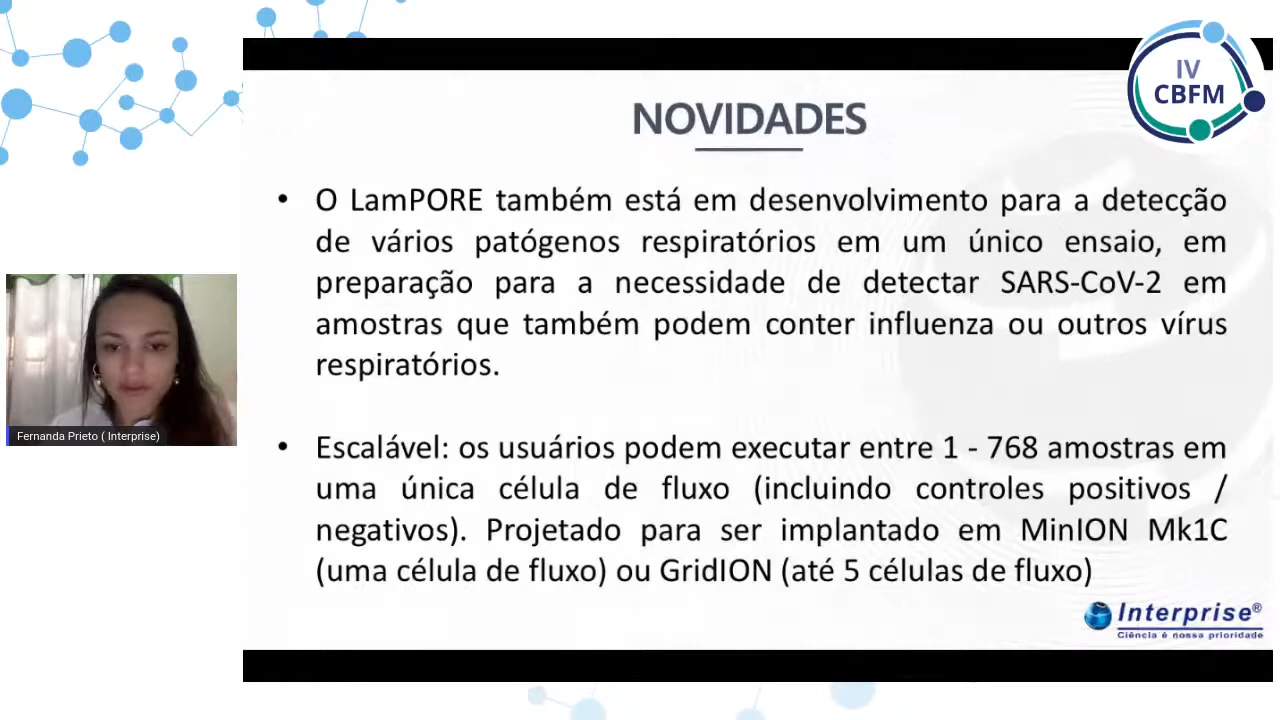 IV
CBFM
NOVIDADES
• O LamPORE também está em desenvolvimento para a detecção
de vários patógenos respiratórios em um único ensaio, em
preparação para a necessidade de detectar SARS-CoV-2 em
amostras que também podem conter influenza ou outros vírus
respiratórios.
• Escalável: os usuários podem executar entre 1 - 768 amostras em
uma única célula de fluxo (incluindo controles positivos /
negativos). Projetado para ser implantado em MinION Mk1C
(uma célula de fluxo) ou GridION (até 5 células de fluxo)
Fernanda Prieto ( Interprise)
Interprise®
Ciência é nossa prioridade